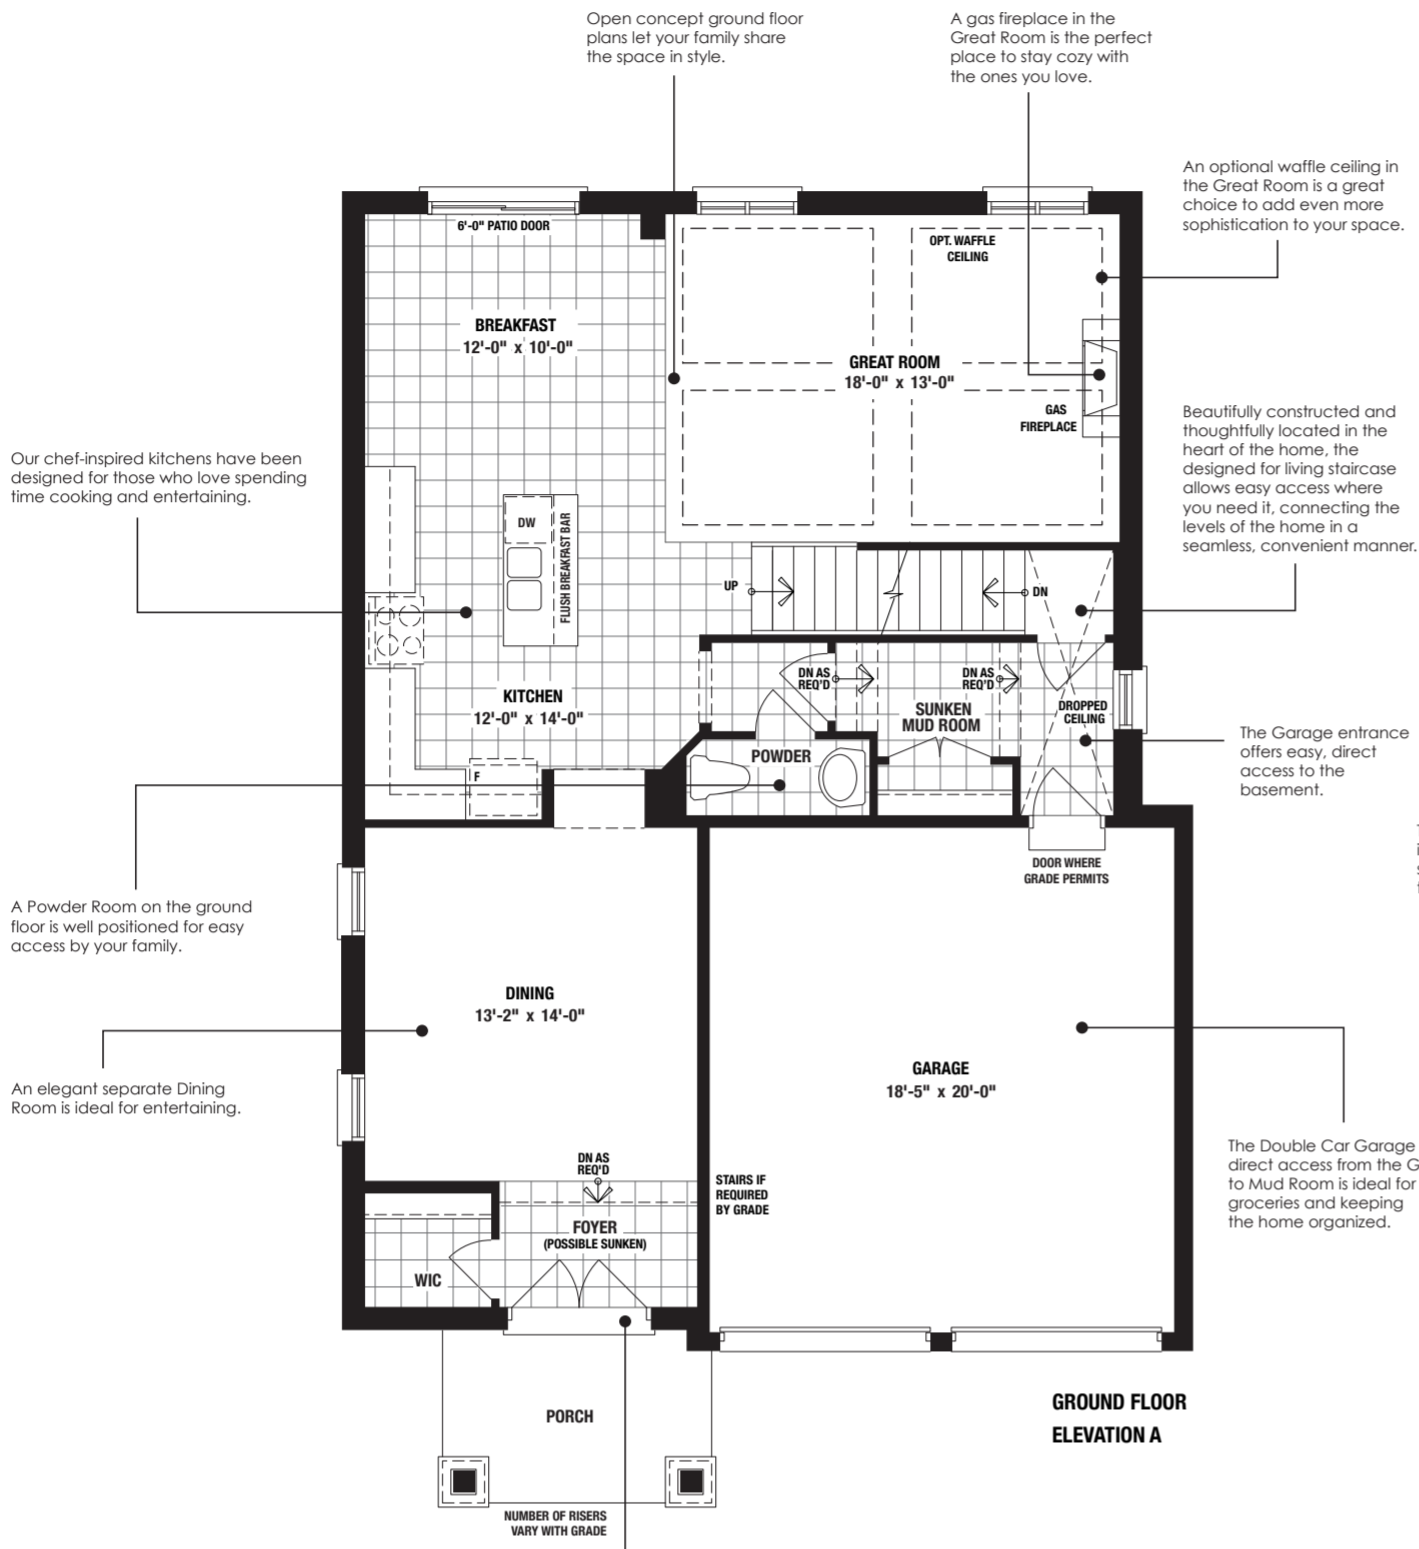 Open concept ground floor
plans let your family share
the space in style.
A gas fireplace in the
Great Room is the perfect
place to stay cozy with
the ones you love.
An optional waffle ceiling in
the Great Room is a great
choice to add even more
sophistication to your space.
6'-0" PATIO DOOR
OPT. WAFFLE
CEILING
BREAKFAST
12'-0" x 10'-0"
GREAT ROOM
18'-0" x 13'-0"
GAS
FIREPLACE
Beautifully constructed and
thoughtfully located in the
heart of the home, the
designed for living staircase
allows easy access where
you need it, connecting the
levels of the home in a
seamless, convenient manner.
Our chef-inspired kitchens have been
designed for those who love spending
time cooking and entertaining.
DW
FLUSH BREAKFAST BAR
UP
DN
KITCHEN
12'-0" x 14'-0"
DN AS
REQ'D
DN AS
REQ'D
SUNKEN
MUD ROOM
DROPPED
CEILING
POWDER
F
The Garage entrance
offers easy, direct
access to the
basement.
DOOR WHERE
GRADE PERMITS
A Powder Room on the ground
floor is well positioned for easy
access by your family.
DINING
13'-2" x 14'-0"
An elegant separate Dining
Room is ideal for entertaining.
GARAGE
18'-5" x 20'-0"
The Double Car Garage
direct access from the G
to Mud Room is ideal for
groceries and keeping
the home organized.
DN AS
REQ'D
STAIRS IF
REQUIRED
BY GRADE
FOYER
(POSSIBLE SUNKEN)
WIC
PORCH
GROUND FLOOR
ELEVATION A
NUMBER OF RISERS
VARY WITH GRADE